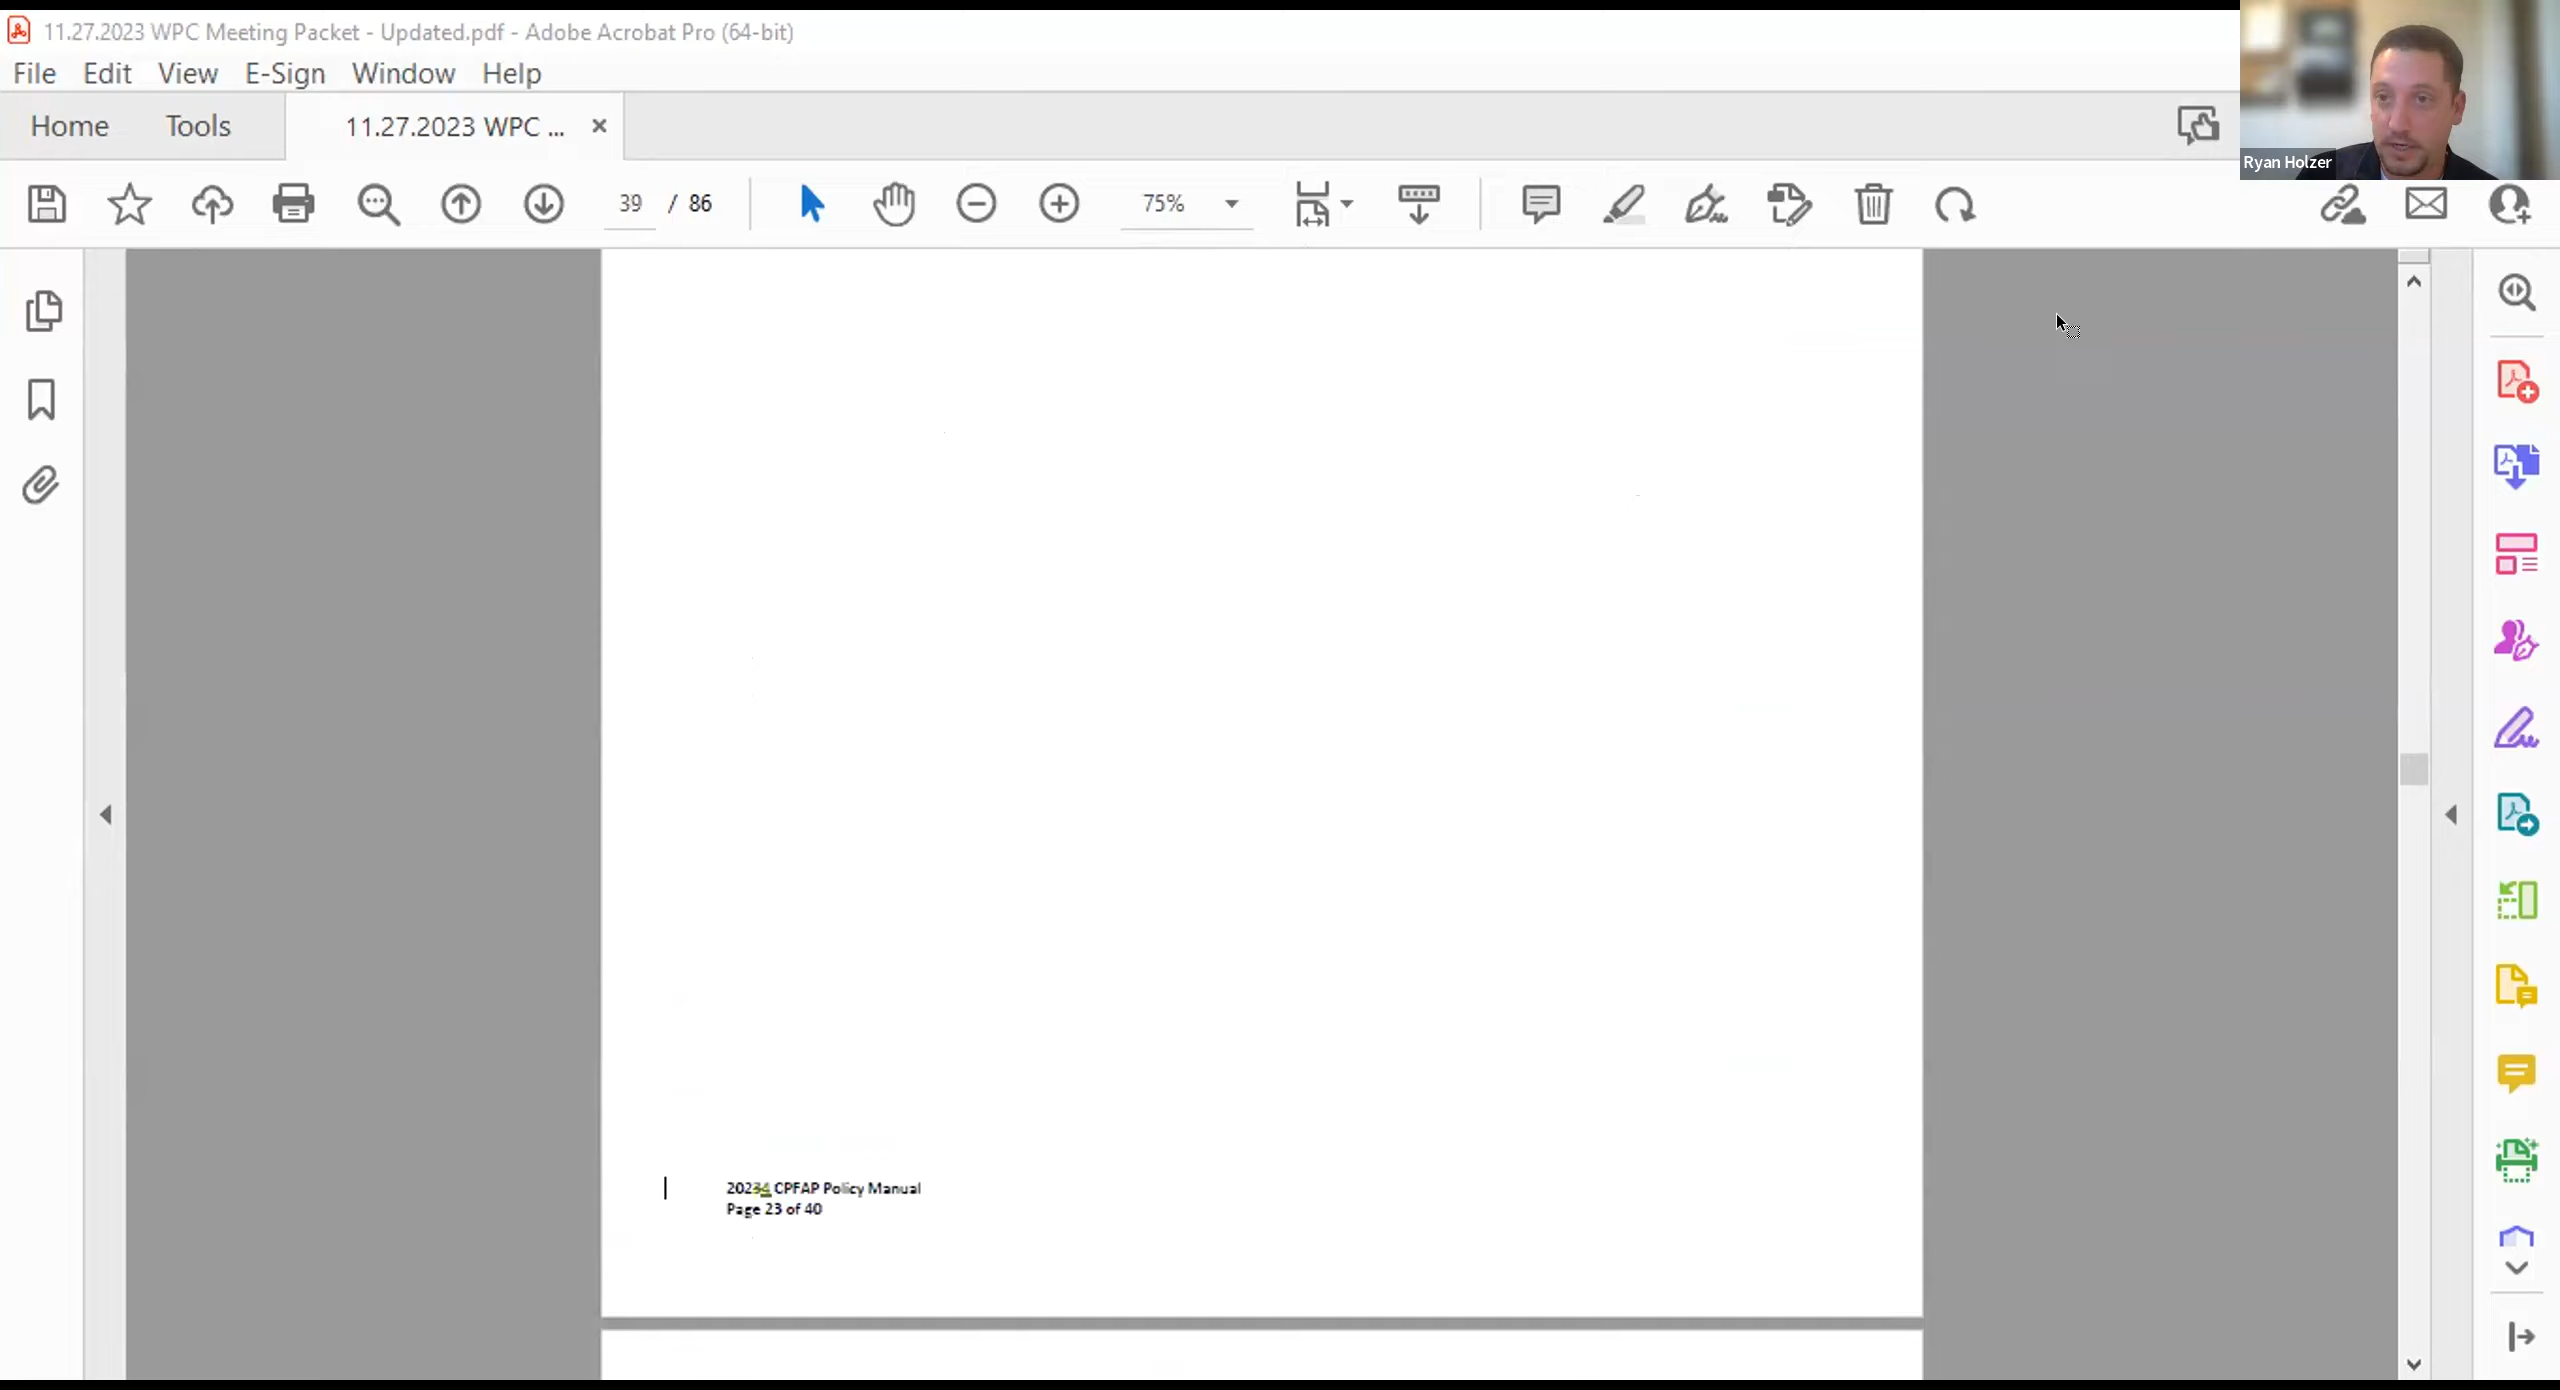 11.27.2023 WPC Meeting Packet - Updated.pdf - Adobe Acrobat Pro (64-bit)
File Edit View E-Sign Window Help
Home Tools 11.27.2023 WPC ...
Ryan Holzer
39 / 86 75%
20234 CPFAP Policy Manual
Page 23 of 40